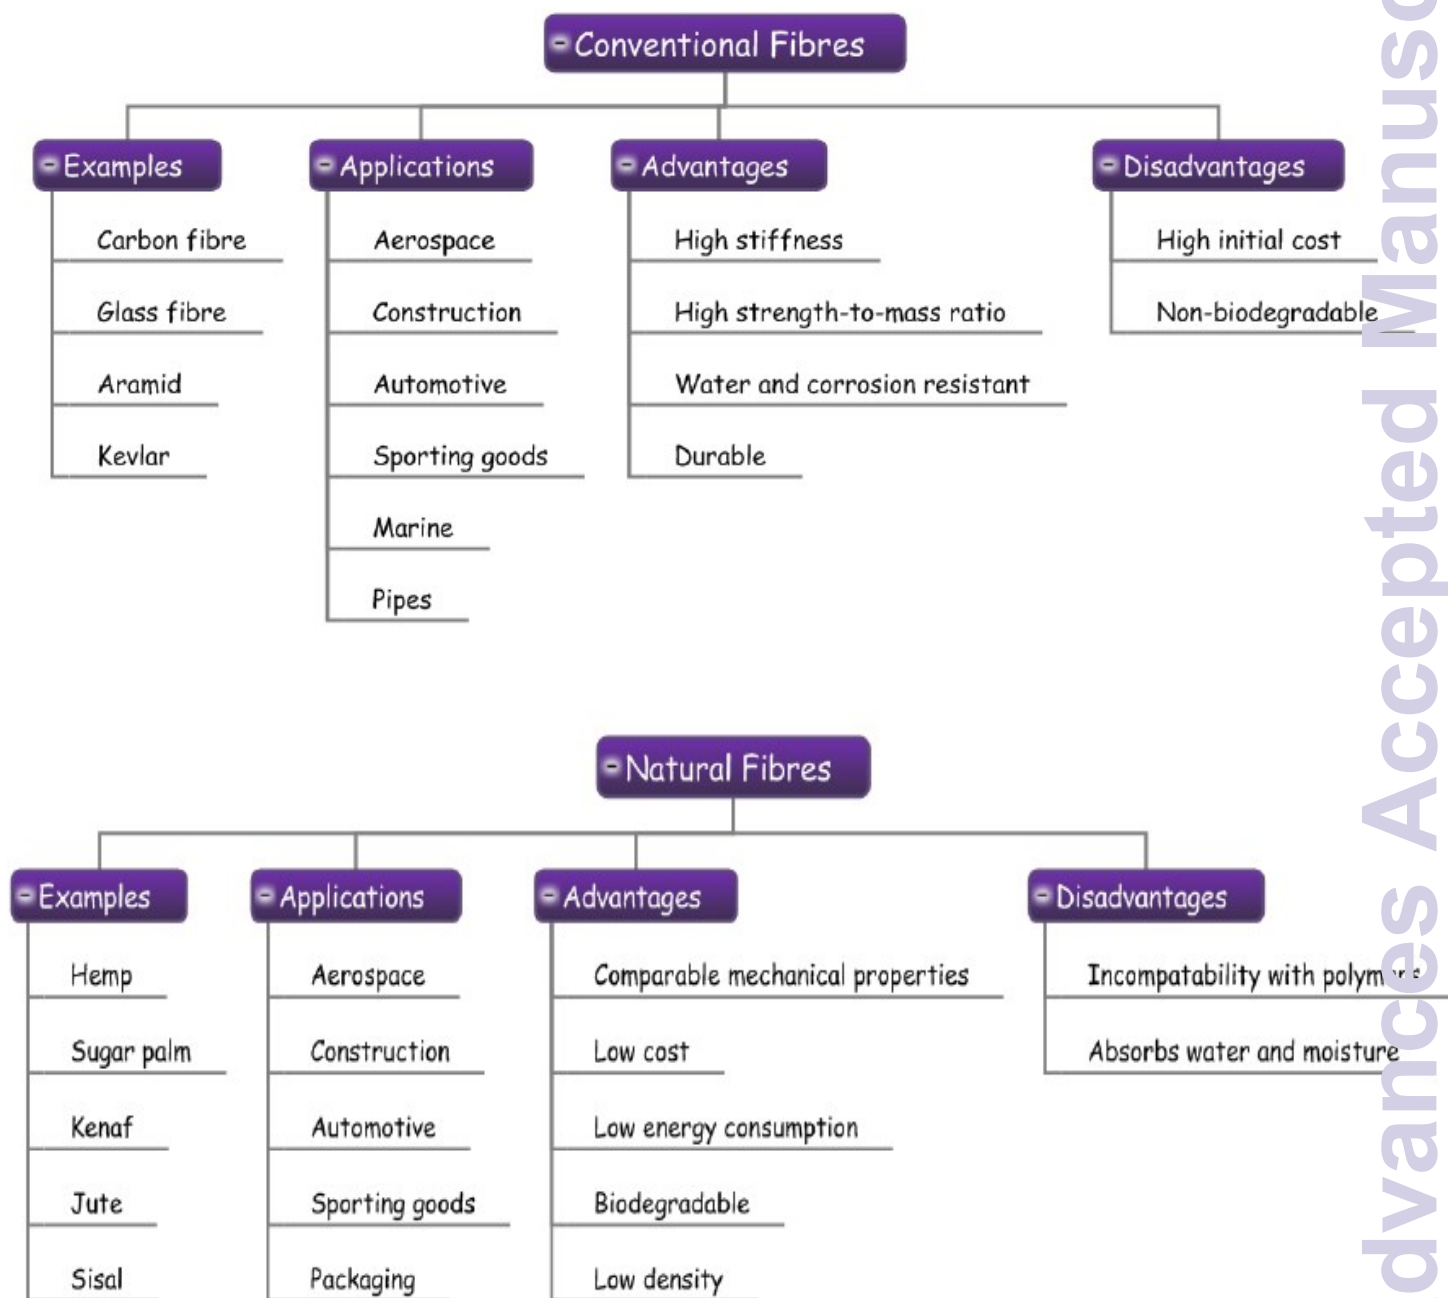 Conventional Fibres
Examples
Carbon fibre
Glass fibre
Aramid
Kevlar
Applications
Aerospace
Construction
Automotive
Sporting goods
Marine
Pipes
Advantages
High stiffness
High strength-to-mass ratio
Water and corrosion resistant
Durable
Disadvantages
High initial cost
Non-biodegradable
Natural Fibres
Examples
Hemp
Sugar palm
Kenaf
Jute
Sisal
Applications
Aerospace
Construction
Automotive
Sporting goods
Packaging
Advantages
Comparable mechanical properties
Low cost
Low energy consumption
Biodegradable
Low density
Disadvantages
Incompatability with polymers
Absorbs water and moisture
dvances Accepted Manusc